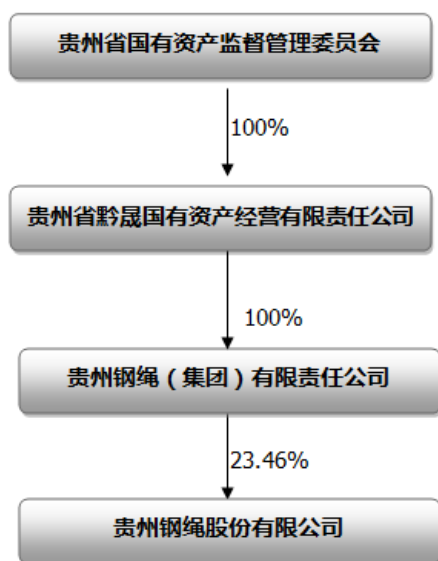 贵州省国有资产监督管理委员会
100%
贵州省黔晟国有资产经营有限责任公司
100%
贵州钢绳（集团）有限责任公司
23.46%
贵州钢绳股份有限公司